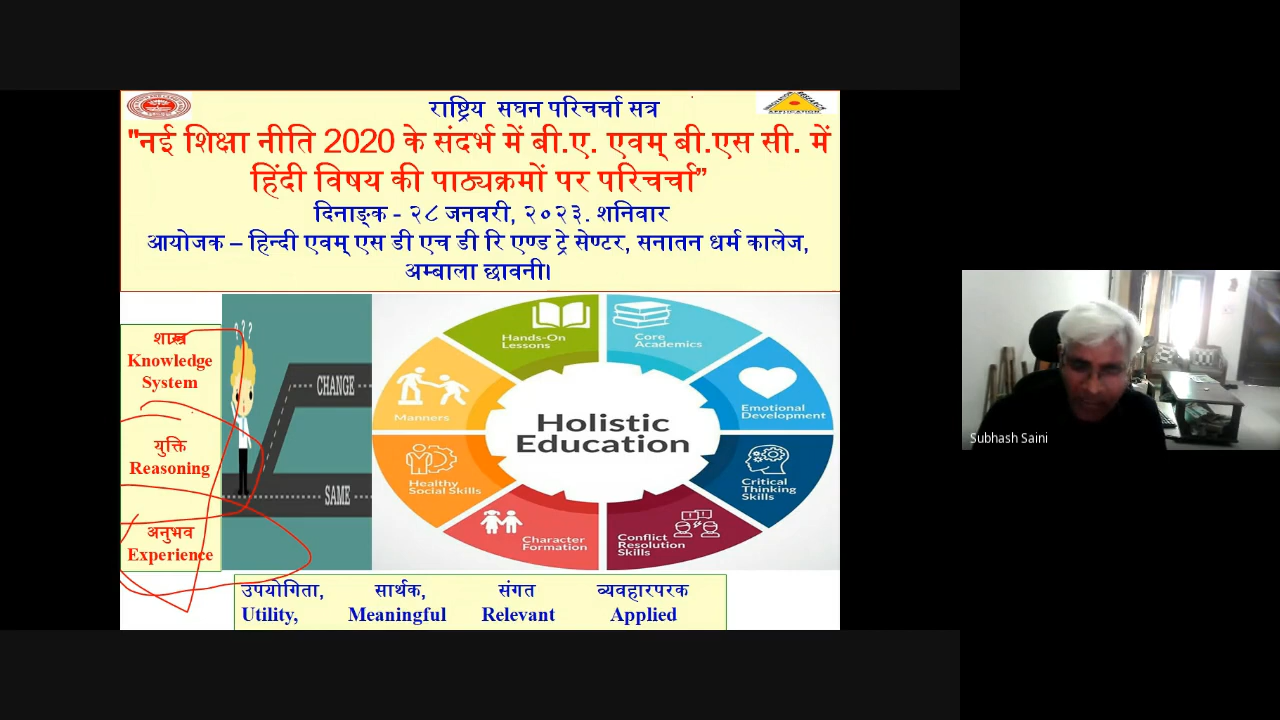 राष्ट्रिय सघन परिचर्चा सत्र
"नई शिक्षा नीति 2020 के संदर्भ में बी.ए. एवम् बी.एस सी. में
हिंदी विषय की पाठ्यक्रमों पर परिचर्चा”
दिनाङ्क - २८ जनवरी, २०२३. शनिवार
आयोजक – हिन्दी एवम् एस डी एच डी रि एण्ड ट्रे सेण्टर, सनातन धर्म कालेज,
अम्बाला छावनी।
APPLICATION
शास्त्र
Knowledge
System
युक्ति
Reasoning
अनुभव
Experience
? ? ?
CHANGE
SAME
Hands-On
Lessons
Core
Academics
Manners
Emotional
Development
Holistic
Education
Healthy
Social Skills
Critical
Thinking
Skills
Character
Formation
Conflict
Resolution
Skills
उपयोगिता, सार्थक, संगत व्यवहारपरक
Utility, Meaningful Relevant Applied
Subhash Saini